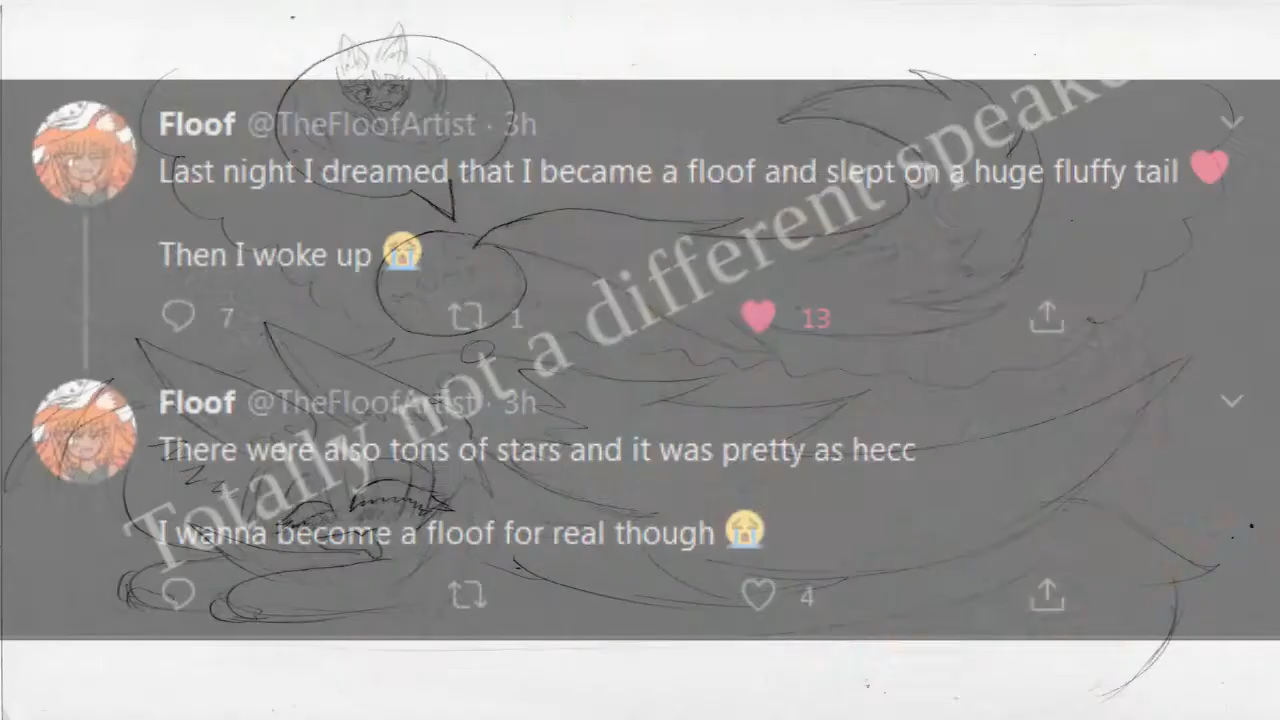 Floof @TheFloofArtist · 3h
Last night I dreamed that I became a floof and slept on a huge fluffy tail
Then I woke up
7 1 13
Floof @TheFloofArtist · 3h
There were also tons of stars and it was pretty as hecc
I wanna become a floof for real though
4
Totally not a different